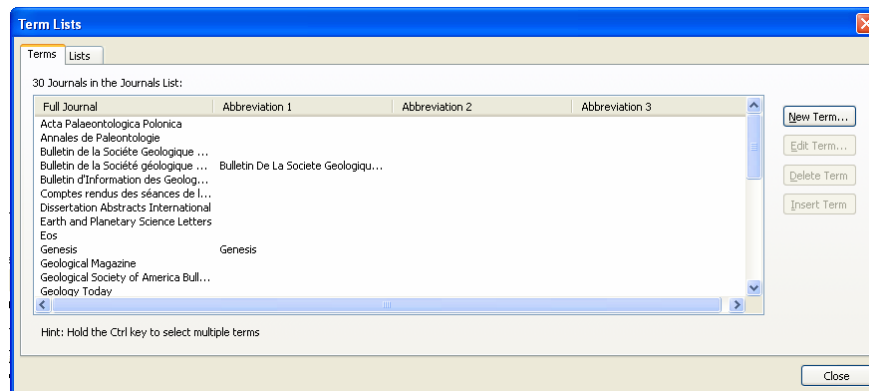 Term Lists
Terms Lists
30 Journals in the Journals List:
Full Journal Abbreviation 1 Abbreviation 2 Abbreviation 3
Acta Palaeontologica Polonica
Annales de Paleontologie
Bulletin de la Sociéte Geologique ...
Bulletin de la Société géologique ... Bulletin De La Societe Geologiqu...
Bulletin d'Information des Geolog...
Comptes rendus des séances de l...
Dissertation Abstracts International
Earth and Planetary Science Letters
Eos
Genesis Genesis
Geological Magazine
Geological Society of America Bull...
Geology Today
New Term...
Edit Term...
Delete Term
Insert Term
Hint: Hold the Ctrl key to select multiple terms
Close